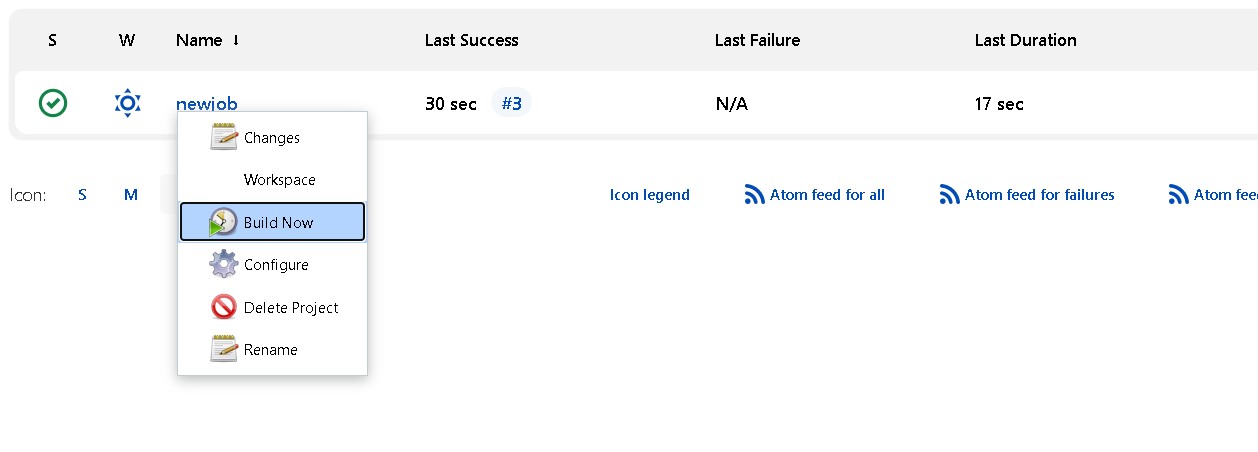 S W Name ↓ Last Success Last Failure Last Duration
newjob 30 sec #3 N/A 17 sec
Changes
Workspace
Build Now
Configure
Delete Project
Rename
Icon: S M Icon legend Atom feed for all Atom feed for failures Atom fee